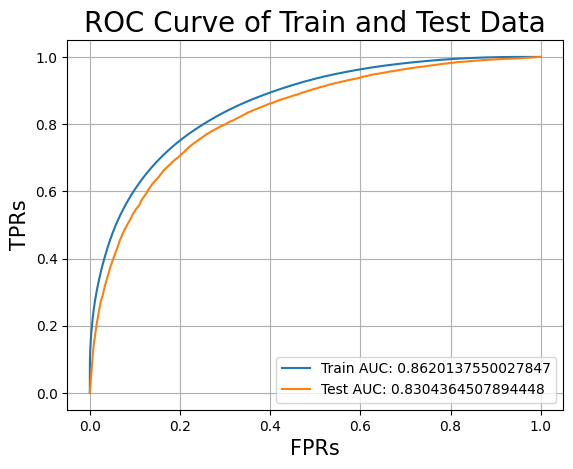 ROC Curve of Train and Test Data
1.0
0.8
0.6
0.4
0.2
0.0
TPRs
Train AUC: 0.8620137550027847
Test AUC: 0.8304364507894448
0.0 0.2 0.4 0.6 0.8 1.0
FPRs